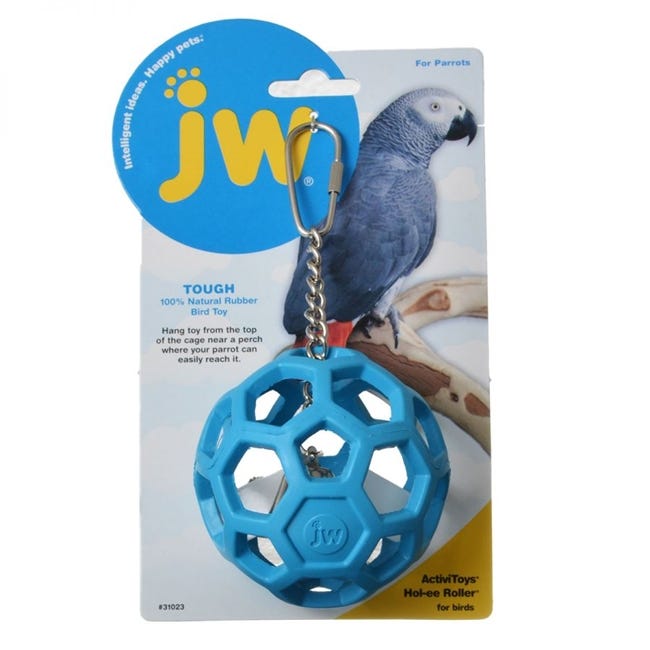 Intelligent ideas. Happy pets.™
jw®
For Parrots
TOUGH
100% Natural Rubber
Bird Toy
Hang toy from the top
of the cage near a perch
where your parrot can
easily reach it.
jw
ActiviToys®
Hol-ee Roller®
for birds
#31023